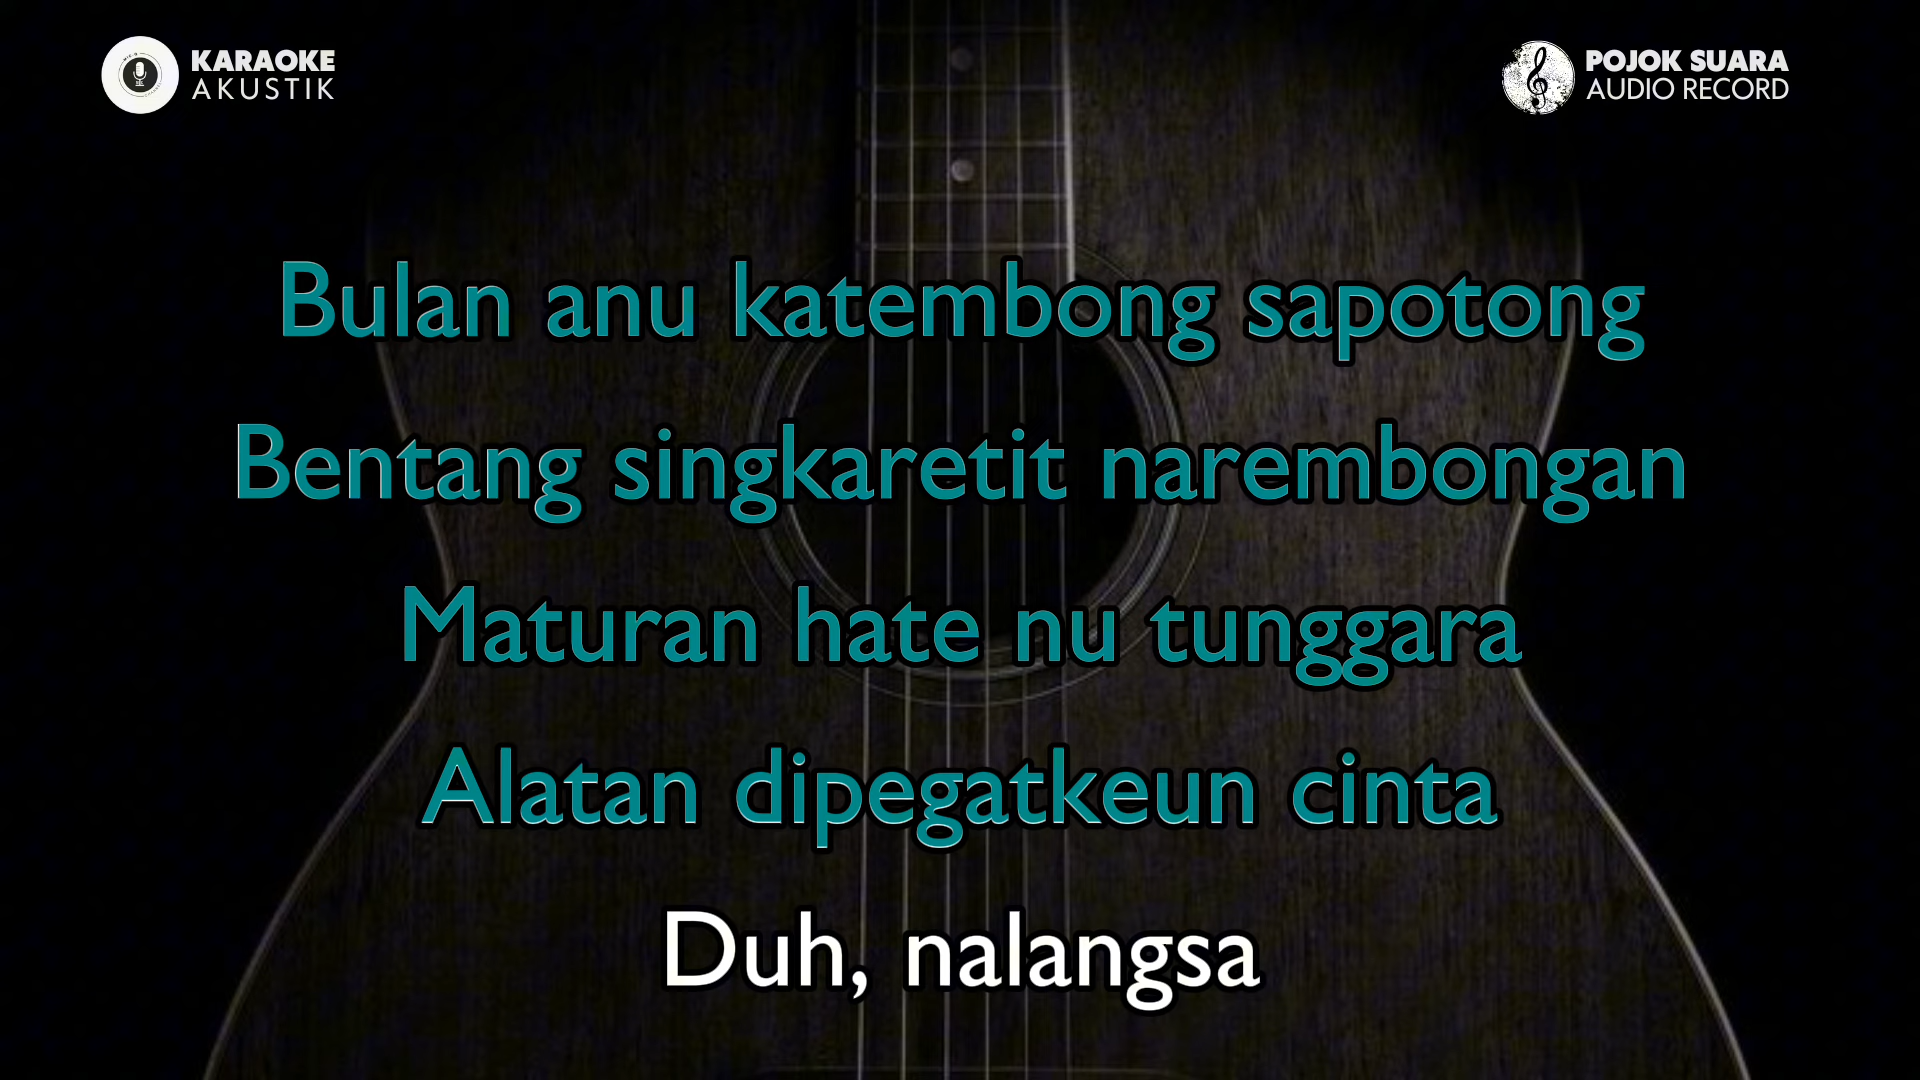 KARAOKE
AKUSTIK
POJOK SUARA
AUDIO RECORD
Bulan anu katembong sapotong
Bentang singkaretit narembongan
Maturan hate nu tunggara
Alatan dipegatkeun cinta
Duh, nalangsa